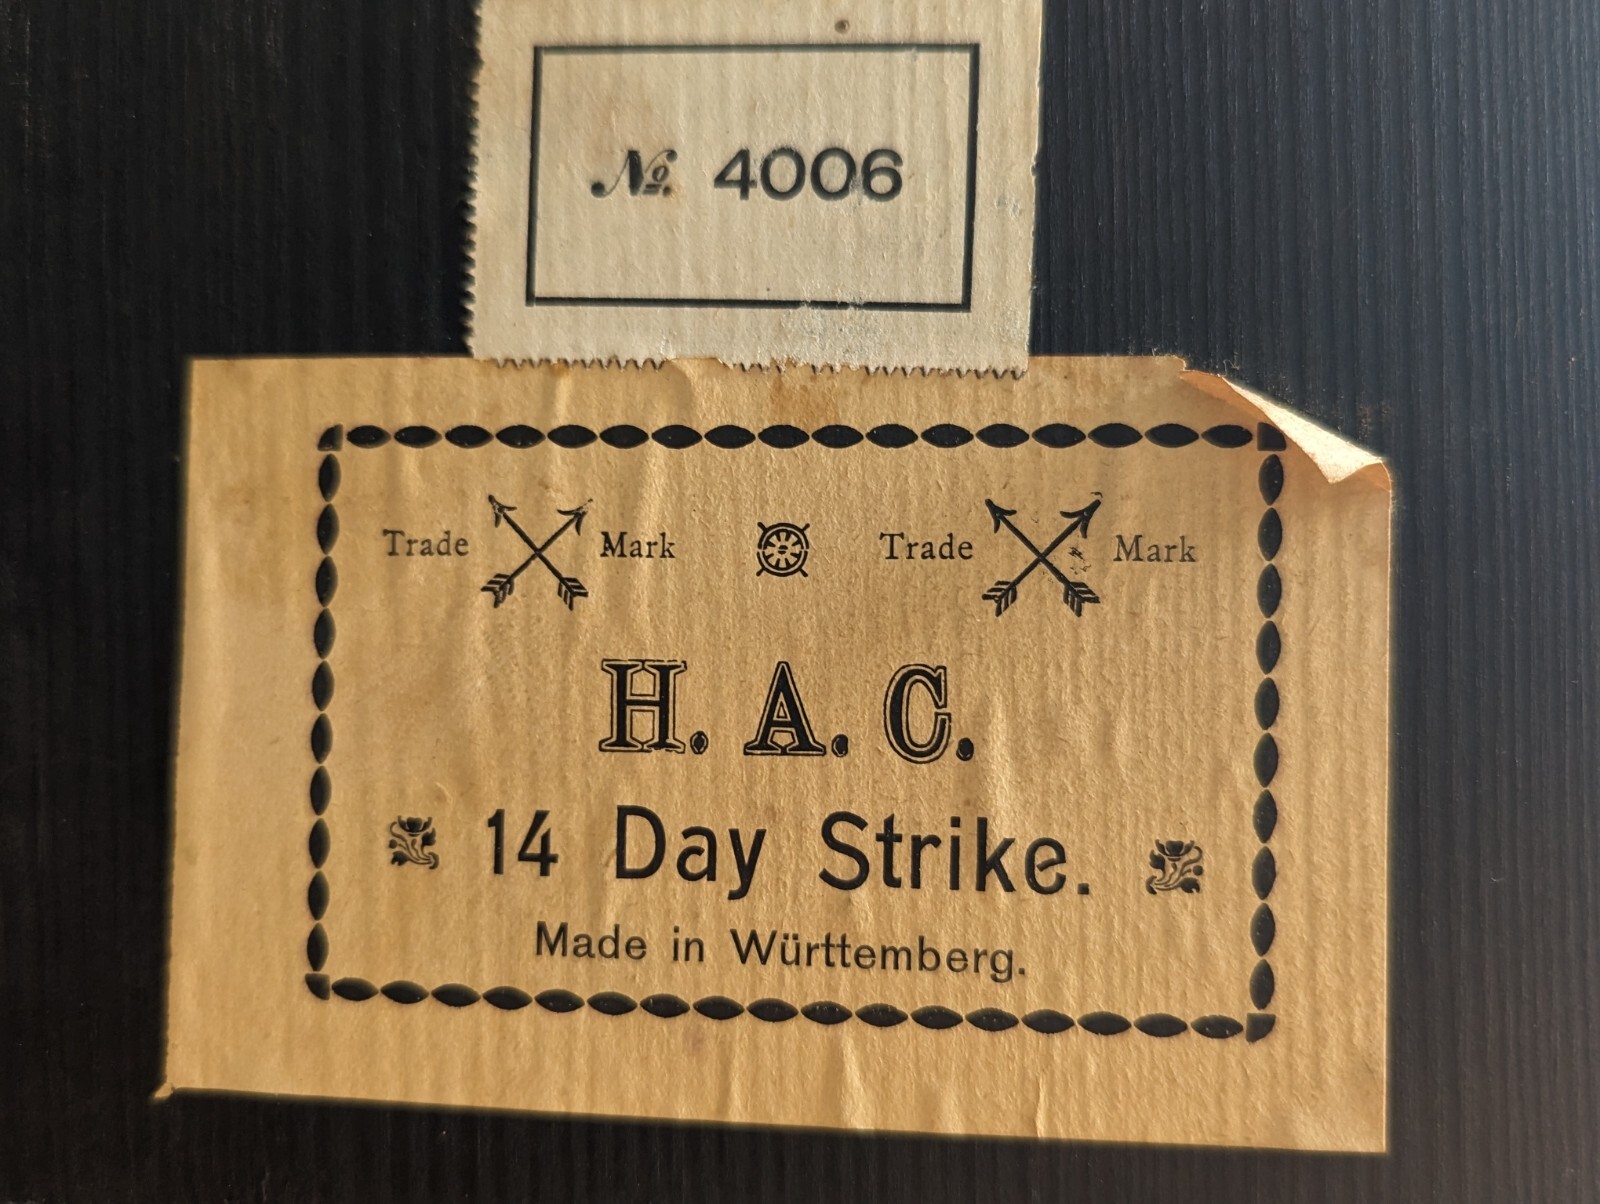 № 4006
Trade Mark Trade Mark
H. A. C.
14 Day Strike.
Made in Württemberg.